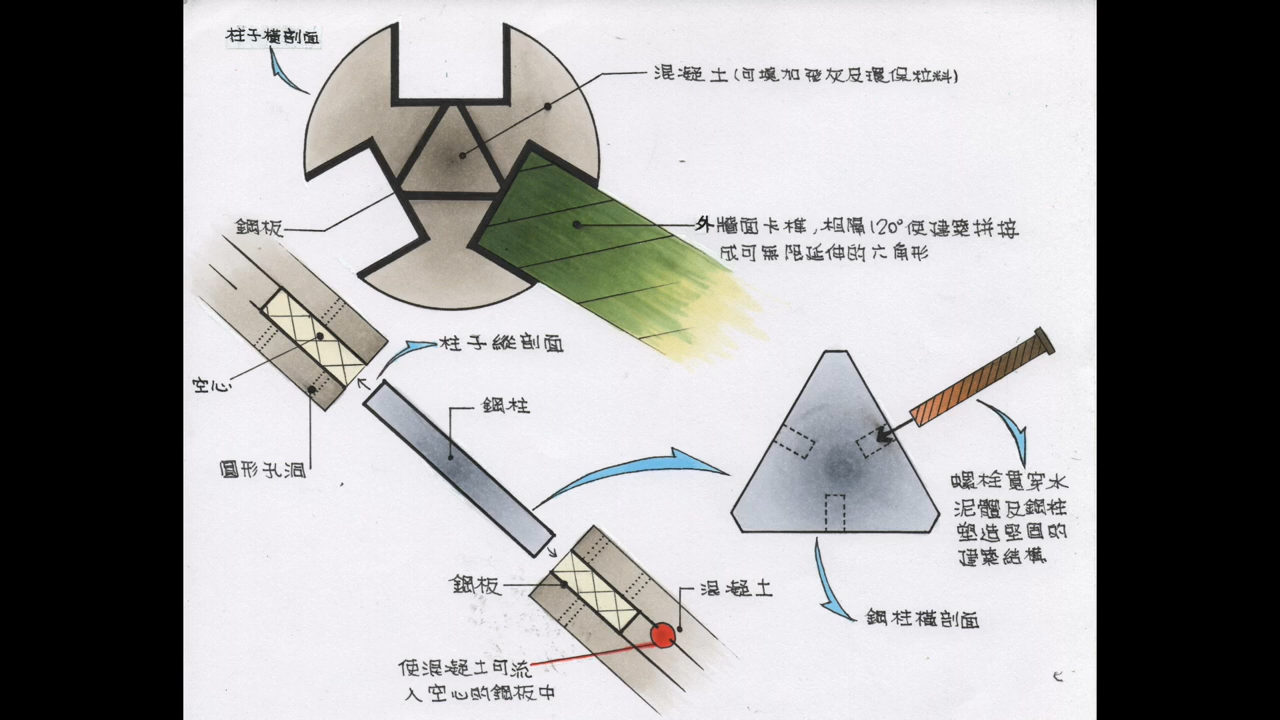 柱子橫剖面
混凝土(可填加飛灰及環保粒料)
鋼板
外牆面卡榫,相隔120°使建築拼接
成可無限延伸的六角形
柱子縱剖面
空心
鋼柱
圓形孔洞
螺栓貫穿水
泥體及鋼柱
塑造堅固的
建築結構
鋼板
混凝土
鋼柱橫剖面
使混凝土可流
入空心的鋼板中